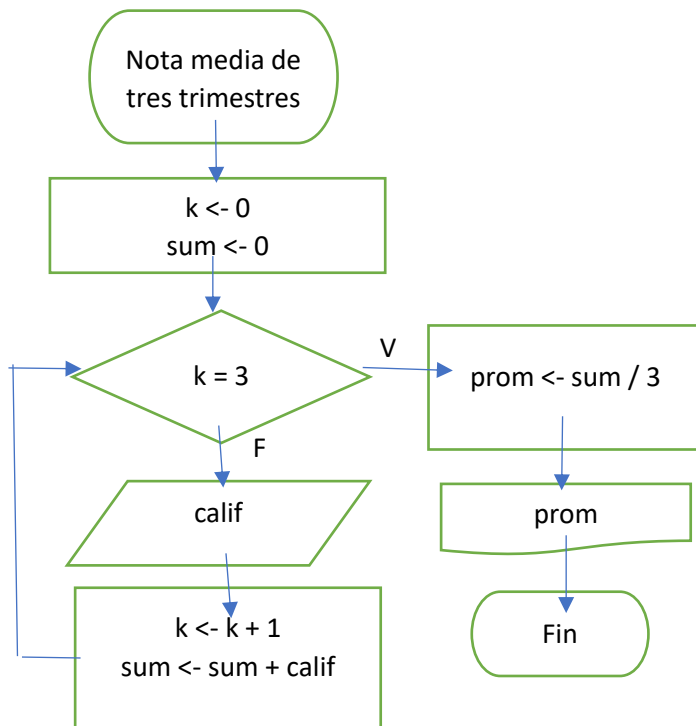 Nota media de
tres trimestres
k <- 0
sum <- 0
k = 3
V
F
prom <- sum / 3
calif
prom
k <- k + 1
sum <- sum + calif
Fin